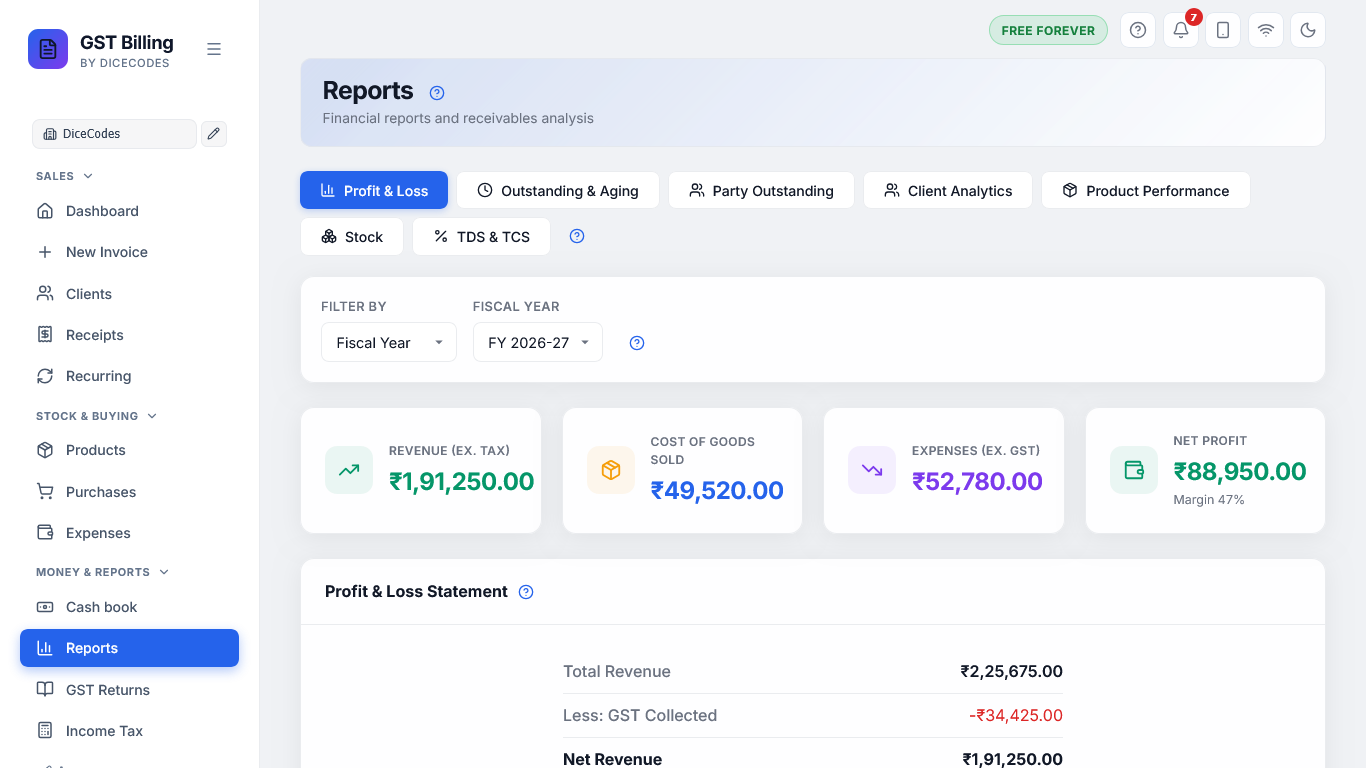 GST Billing
BY DICECODES
FREE FOREVER
7
DiceCodes
SALES
Dashboard
New Invoice
Clients
Receipts
Recurring
STOCK & BUYING
Products
Purchases
Expenses
MONEY & REPORTS
Cash book
Reports
GST Returns
Income Tax
Reports
Financial reports and receivables analysis
Profit & Loss
Outstanding & Aging
Party Outstanding
Client Analytics
Product Performance
Stock
TDS & TCS
FILTER BY
FISCAL YEAR
Fiscal Year
FY 2026-27
REVENUE (EX. TAX)
₹1,91,250.00
COST OF GOODS
SOLD
₹49,520.00
EXPENSES (EX. GST)
₹52,780.00
NET PROFIT
₹88,950.00
Margin 47%
Profit & Loss Statement
Total Revenue ₹2,25,675.00
Less: GST Collected -₹34,425.00
Net Revenue ₹1,91,250.00